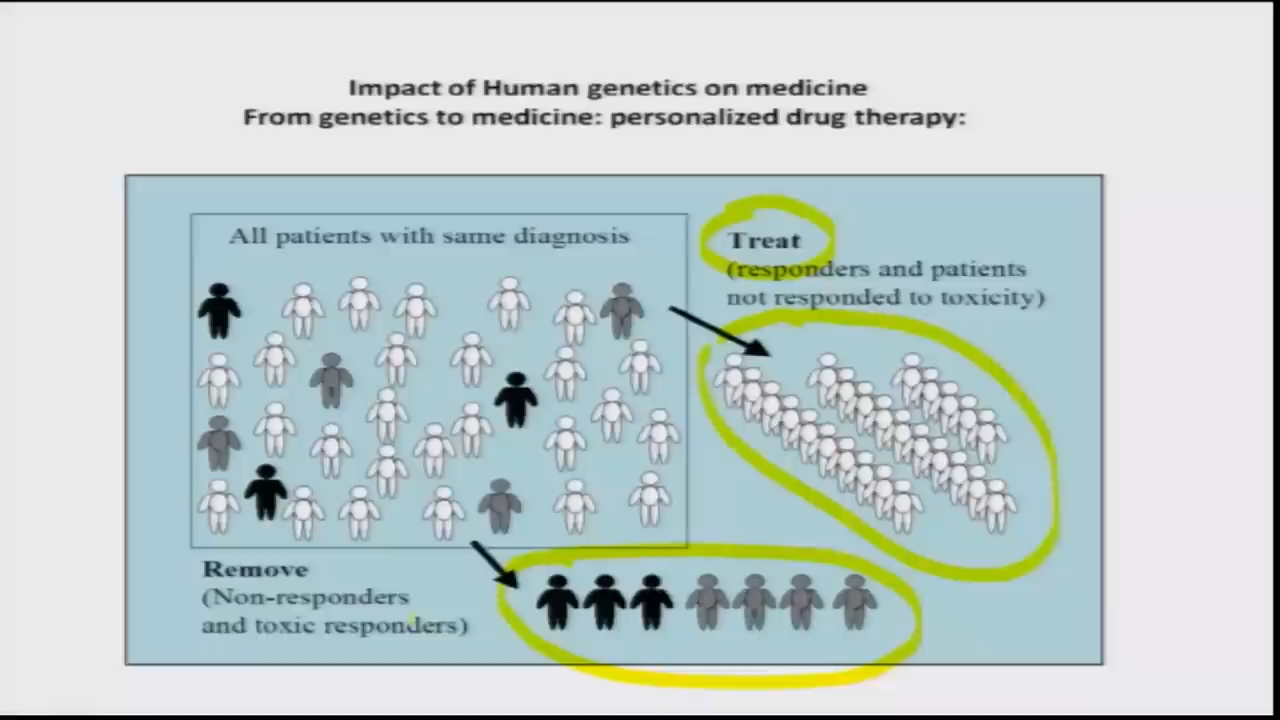 Impact of Human genetics on medicine
From genetics to medicine: personalized drug therapy:
All patients with same diagnosis
Treat
(responders and patients
not responded to toxicity)
Remove
(Non-responders
and toxic responders)